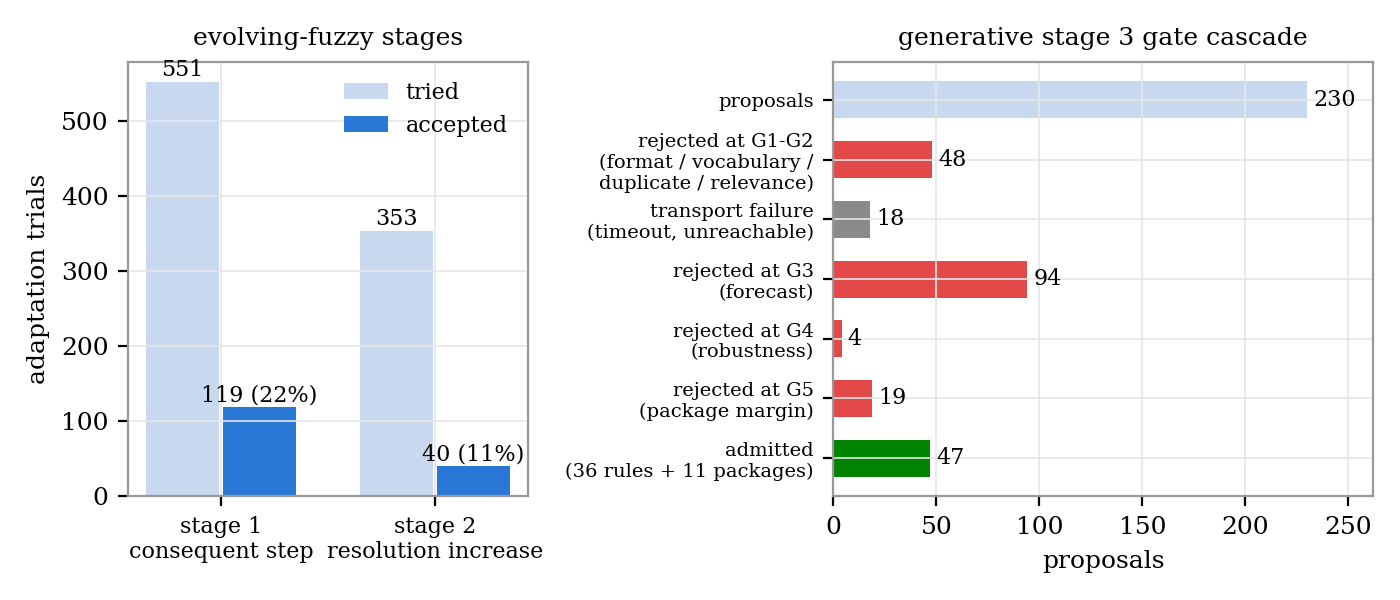 evolving-fuzzy stages
551
tried
accepted
500
400
353
300
200
119 (22%)
100
40 (11%)
0
adaptation trials
stage 1
consequent step
stage 2
resolution increase
generative stage 3 gate cascade
proposals
230
rejected at G1-G2
(format / vocabulary /
duplicate / relevance)
48
transport failure
(timeout, unreachable)
18
rejected at G3
(forecast)
94
rejected at G4
(robustness)
4
rejected at G5
(package margin)
19
admitted
(36 rules + 11 packages)
47
0 50 100 150 200 250
proposals